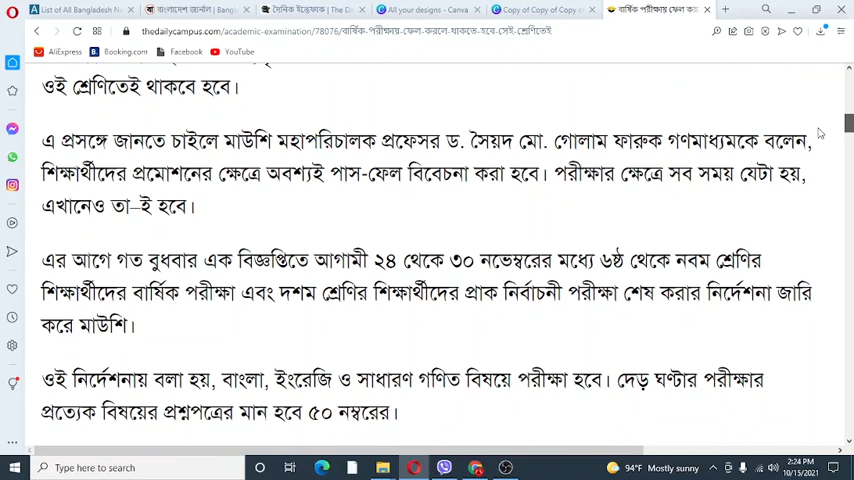 List of All Bangladesh Ne
বাংলাদেশ জার্নাল | Bangla
দৈনিক ইত্তেফাক | The Da
All your designs - Canva
Copy of Copy of Copy of
বার্ষিক পরীক্ষায় ফেল কর
thedailycampus.com/academic-examination/78076/বার্ষিক-পরীক্ষায়-ফেল-করলে-থাকতে-হবে-সেই-শ্রেণিতেই
AliExpress Booking.com Facebook YouTube
ওই শ্রেণিতেই থাকবে হবে।
এ প্রসঙ্গে জানতে চাইলে মাউশি মহাপরিচালক প্রফেসর ড. সৈয়দ মো. গোলাম ফারুক গণমাধ্যমকে বলেন,
শিক্ষার্থীদের প্রমোশনের ক্ষেত্রে অবশ্যই পাস-ফেল বিবেচনা করা হবে। পরীক্ষার ক্ষেত্রে সব সময় যেটা হয়,
এখানেও তা–ই হবে।
এর আগে গত বুধবার এক বিজ্ঞপ্তিতে আগামী ২৪ থেকে ৩০ নভেম্বরের মধ্যে ৬ষ্ঠ থেকে নবম শ্রেণির
শিক্ষার্থীদের বার্ষিক পরীক্ষা এবং দশম শ্রেণির শিক্ষার্থীদের প্রাক নির্বাচনী পরীক্ষা শেষ করার নির্দেশনা জারি
করে মাউশি।
ওই নির্দেশনায় বলা হয়, বাংলা, ইংরেজি ও সাধারণ গণিত বিষয়ে পরীক্ষা হবে। দেড় ঘণ্টার পরীক্ষার
প্রত্যেক বিষয়ের প্রশ্নপত্রের মান হবে ৫০ নম্বরের।
Type here to search
94°F Mostly sunny
2:24 PM
10/15/2021